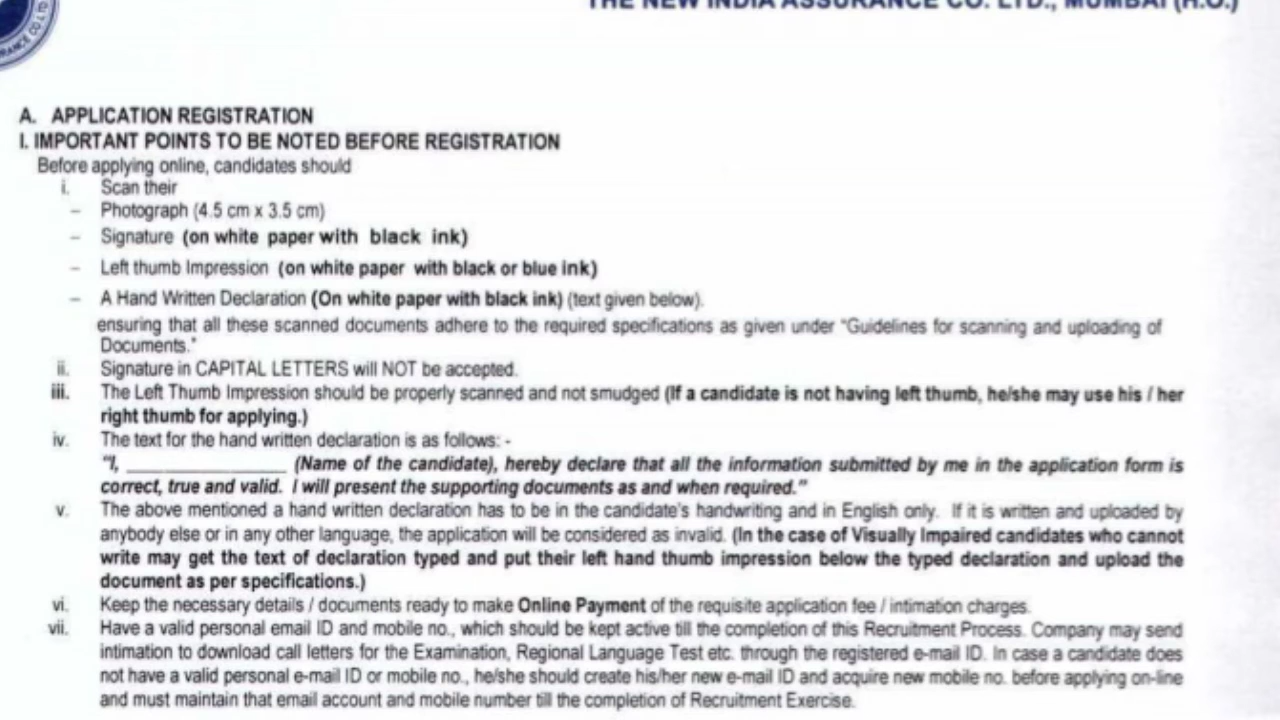 THE NEW INDIA ASSURANCE CO. LTD., MUMBAI (H.O.)
RANCE CO LTD
A. APPLICATION REGISTRATION
I. IMPORTANT POINTS TO BE NOTED BEFORE REGISTRATION
Before applying online, candidates should
i. Scan their
– Photograph (4.5 cm x 3.5 cm)
– Signature (on white paper with black ink)
– Left thumb Impression (on white paper with black or blue ink)
– A Hand Written Declaration (On white paper with black ink) (text given below).
ensuring that all these scanned documents adhere to the required specifications as given under “Guidelines for scanning and uploading of
Documents.”
ii. Signature in CAPITAL LETTERS will NOT be accepted.
iii. The Left Thumb Impression should be properly scanned and not smudged (If a candidate is not having left thumb, he/she may use his / her
right thumb for applying.)
iv. The text for the hand written declaration is as follows: -
“I, _______________ (Name of the candidate), hereby declare that all the information submitted by me in the application form is
correct, true and valid. I will present the supporting documents as and when required.”
v. The above mentioned a hand written declaration has to be in the candidate’s handwriting and in English only. If it is written and uploaded by
anybody else or in any other language, the application will be considered as invalid. (In the case of Visually Impaired candidates who cannot
write may get the text of declaration typed and put their left hand thumb impression below the typed declaration and upload the
document as per specifications.)
vi. Keep the necessary details / documents ready to make Online Payment of the requisite application fee / intimation charges.
vii. Have a valid personal email ID and mobile no., which should be kept active till the completion of this Recruitment Process. Company may send
intimation to download call letters for the Examination, Regional Language Test etc. through the registered e-mail ID. In case a candidate does
not have a valid personal e-mail ID or mobile no., he/she should create his/her new e-mail ID and acquire new mobile no. before applying on-line
and must maintain that email account and mobile number till the completion of Recruitment Exercise.